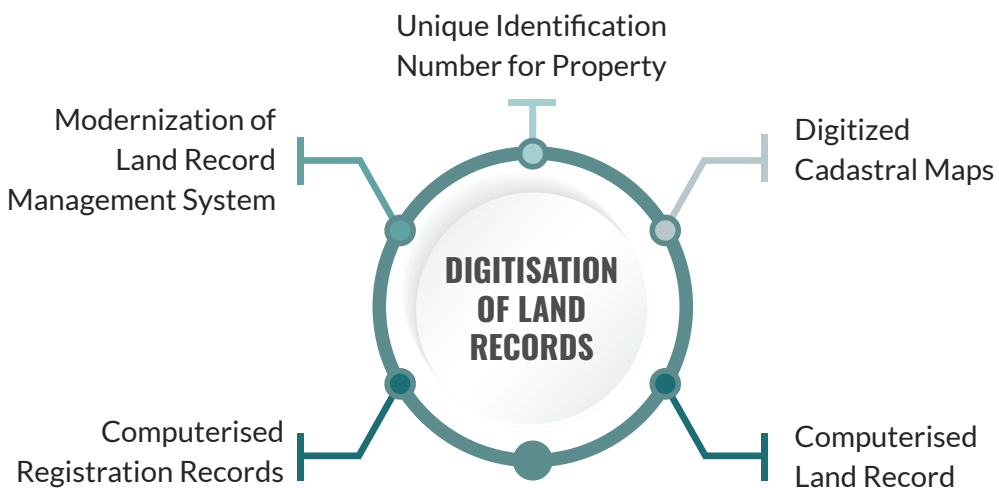 Unique Identification
Number for Property
Modernization of
Land Record
Management System
Digitized
Cadastral Maps
DIGITISATION
OF LAND
RECORDS
Computerised
Registration Records
Computerised
Land Record